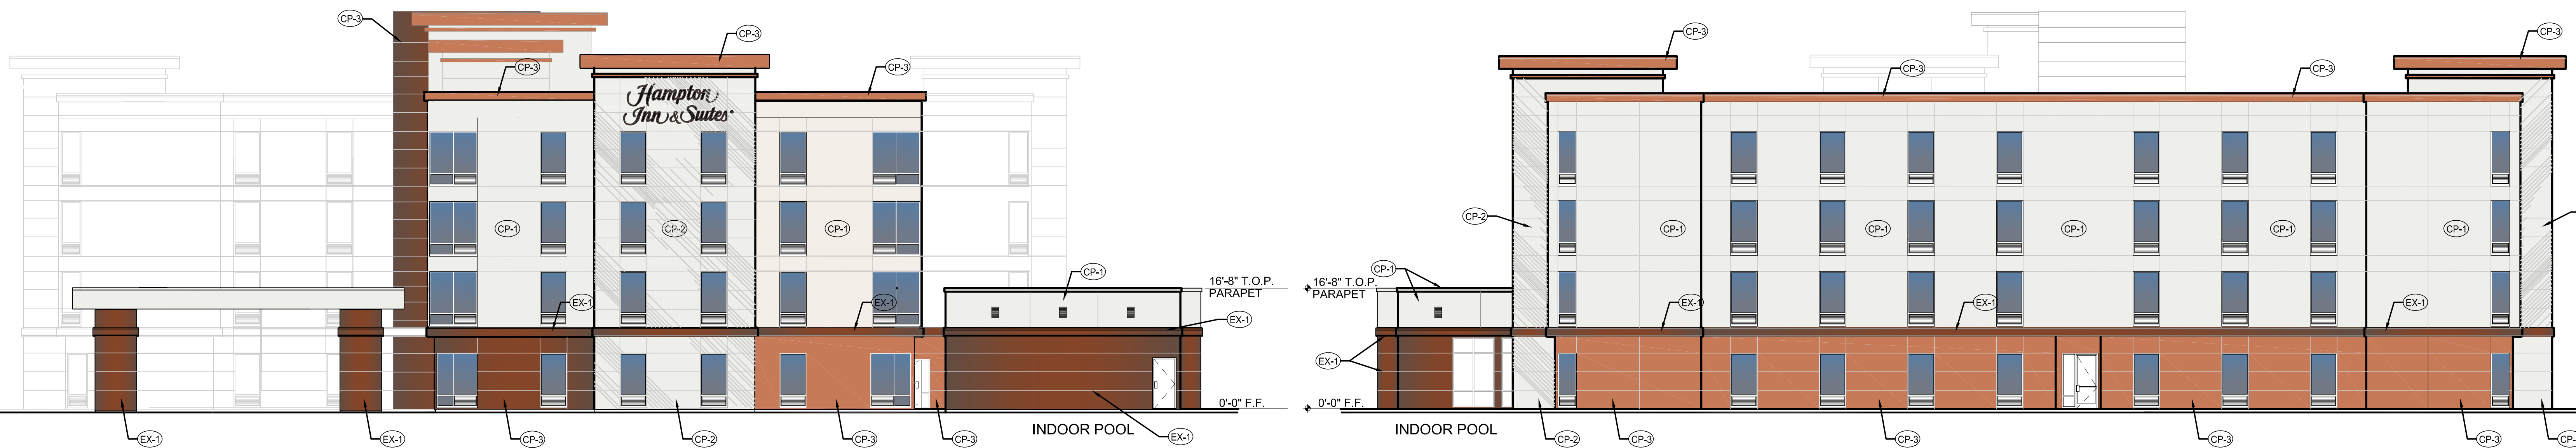 CP-3
CP-3
CP-3
CP-3
Hampton
Inn & Suites
CP-1
CP-2
CP-1
CP-1
16'-8" T.O.P.
PARAPET
EX-1
EX-1
EX-1
0'-0" F.F.
INDOOR POOL
EX-1
EX-1
CP-3
CP-2
CP-3
CP-3
EX-1
CP-3
CP-3
CP-3
CP-3
CP-2
CP-1
CP-1
CP-1
CP-1
CP-1
CP-1
16'-8" T.O.P.
PARAPET
EX-1
EX-1
EX-1
EX-1
0'-0" F.F.
INDOOR POOL
CP-2
CP-3
CP-3
CP-3
CP-3